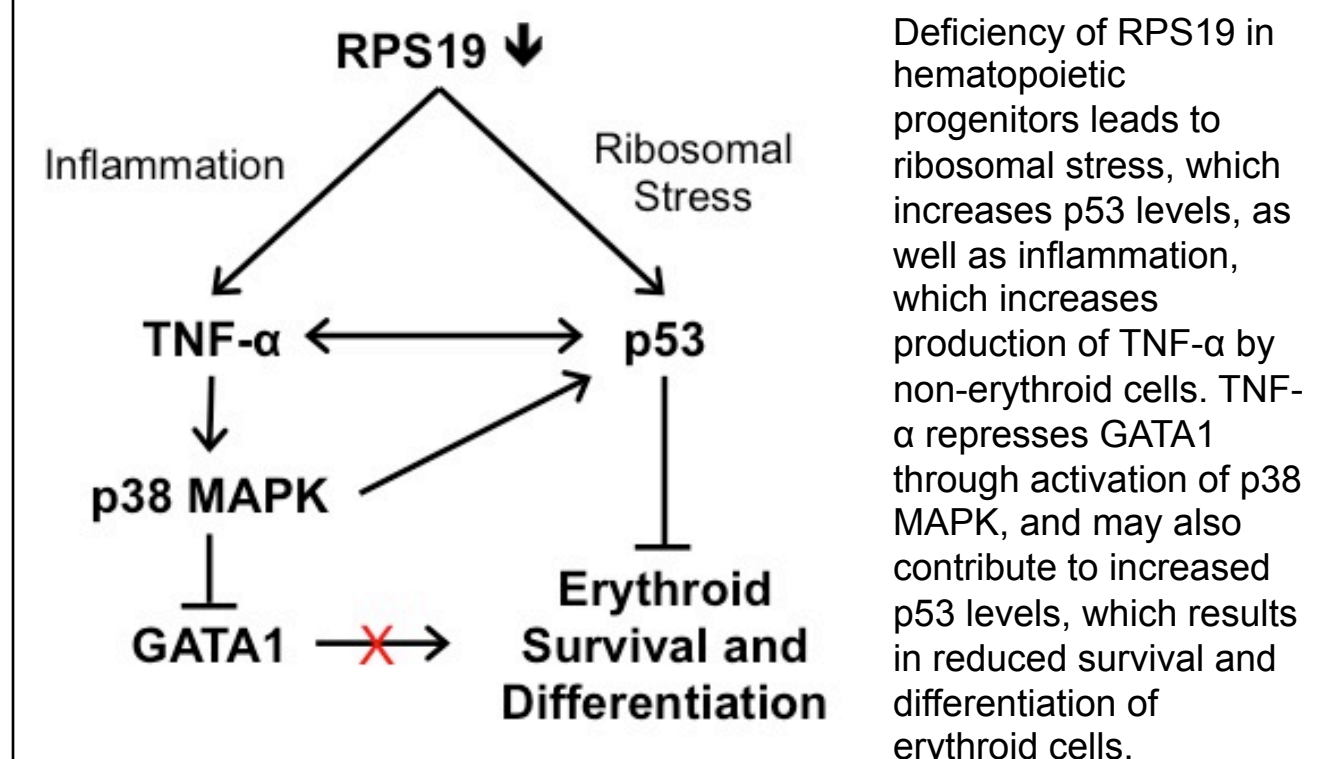 RPS19 ↓
Inflammation
Ribosomal
Stress
TNF-α
p53
p38 MAPK
GATA1
X
Erythroid
Survival and
Differentiation
Deficiency of RPS19 in
hematopoietic
progenitors leads to
ribosomal stress, which
increases p53 levels, as
well as inflammation,
which increases
production of TNF-α by
non-erythroid cells. TNF-
α represses GATA1
through activation of p38
MAPK, and may also
contribute to increased
p53 levels, which results
in reduced survival and
differentiation of
erythroid cells.